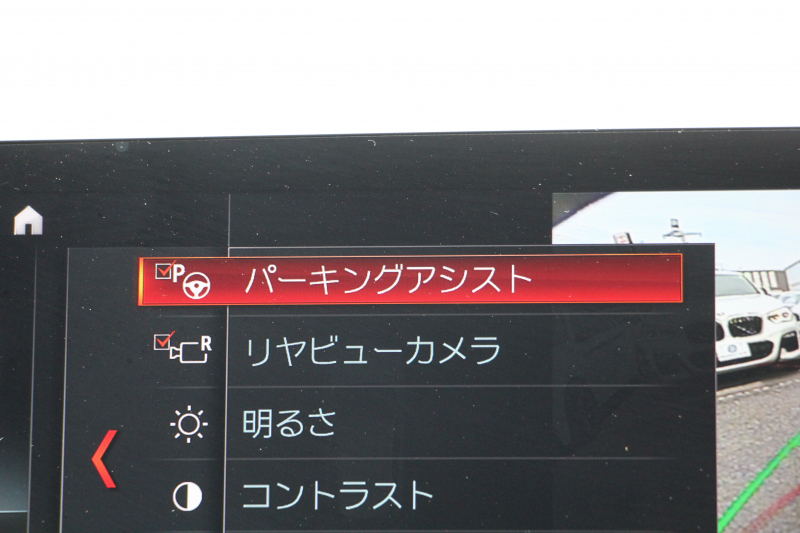 P パーキングアシスト
R リヤビューカメラ
明るさ
コントラスト